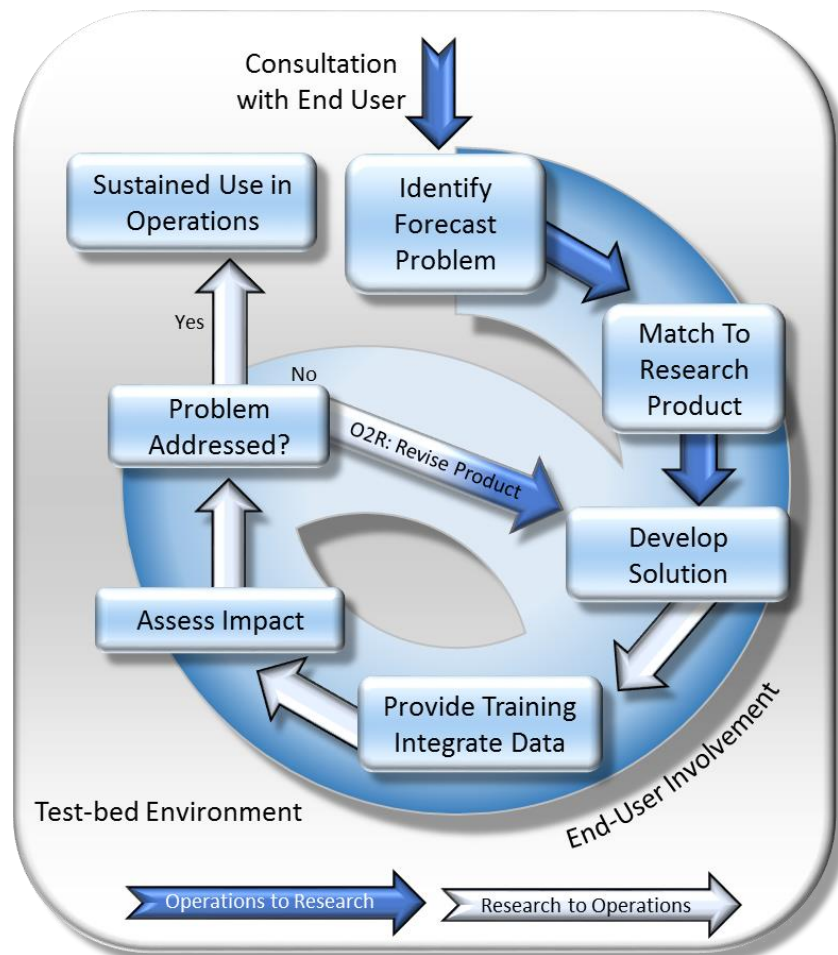 Consultation
with End User
Identify
Forecast
Problem
Sustained Use in
Operations
Match To
Research
Product
Yes
No
Problem
Addressed?
O2R: Revise Product
Develop
Solution
Assess Impact
Provide Training
Integrate Data
End-User Involvement
Test-bed Environment
Operations to Research
Research to Operations